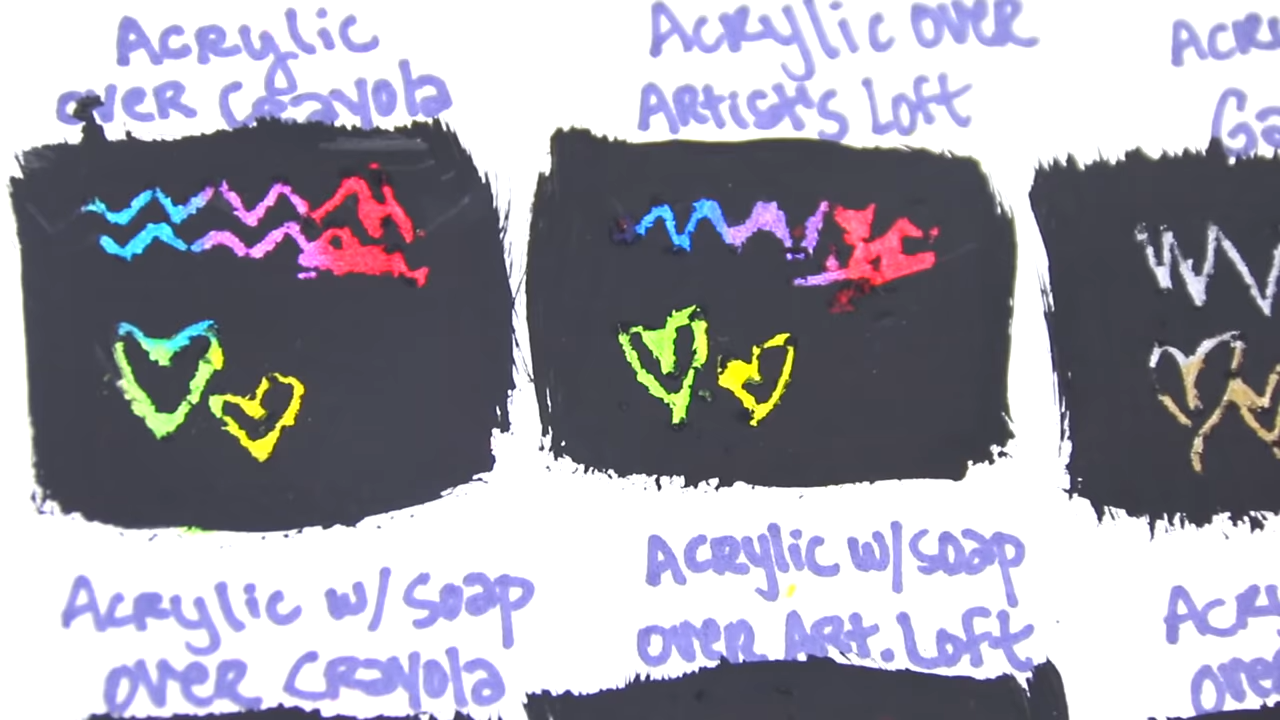 Acrylic
over Crayola
Acrylic over
Artist's Loft
Acrylic w/ soap
over Crayola
Acrylic w/soap
over Art. Loft